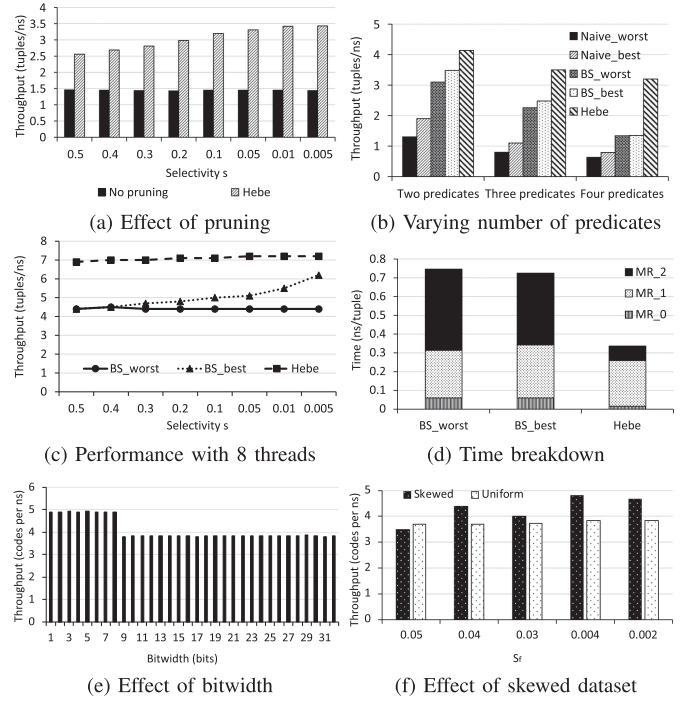 Throughput (tuples/ns)
4
3.5
3
2.5
2
1.5
1
0.5
0
0.5 0.4 0.3 0.2 0.1 0.05 0.01 0.005
Selectivity s
No pruning Hebe
(a) Effect of pruning
Throughput (tuples/ns)
5
4
3
2
1
0
Naive_worst
Naive_best
BS_worst
BS_best
Hebe
Two predicates Three predicates Four predicates
(b) Varying number of predicates
Throughput (tuples/ns)
8
7
6
5
4
3
2
1
0
BS_worst BS_best Hebe
0.5 0.4 0.3 0.2 0.1 0.05 0.01 0.005
Selectivity s
(c) Performance with 8 threads
Time (ns/tuple)
0.8
0.7
0.6
0.5
0.4
0.3
0.2
0.1
0
MR_2
MR_1
MR_0
BS_worst BS_best Hebe
(d) Time breakdown
Throughput (codes per ns)
6
5
4
3
2
1
0
1 3 5 7 9 11 13 15 17 19 21 23 25 27 29 31
Bitwidth (bits)
(e) Effect of bitwidth
Throughput (codes per ns)
5
4
3
2
1
0
Skewed Uniform
0.05 0.04 0.03 0.004 0.002
Sf
(f) Effect of skewed dataset